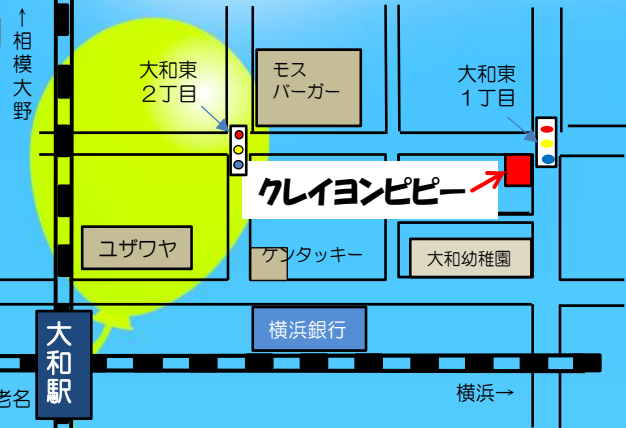 ↑
相
模
大
野
大和東
2丁目
モス
バーガー
大和東
1丁目
クレイヨンピピー
ユザワヤ
ケンタッキー
大和幼稚園
横浜銀行
大
和
駅
老名
横浜→